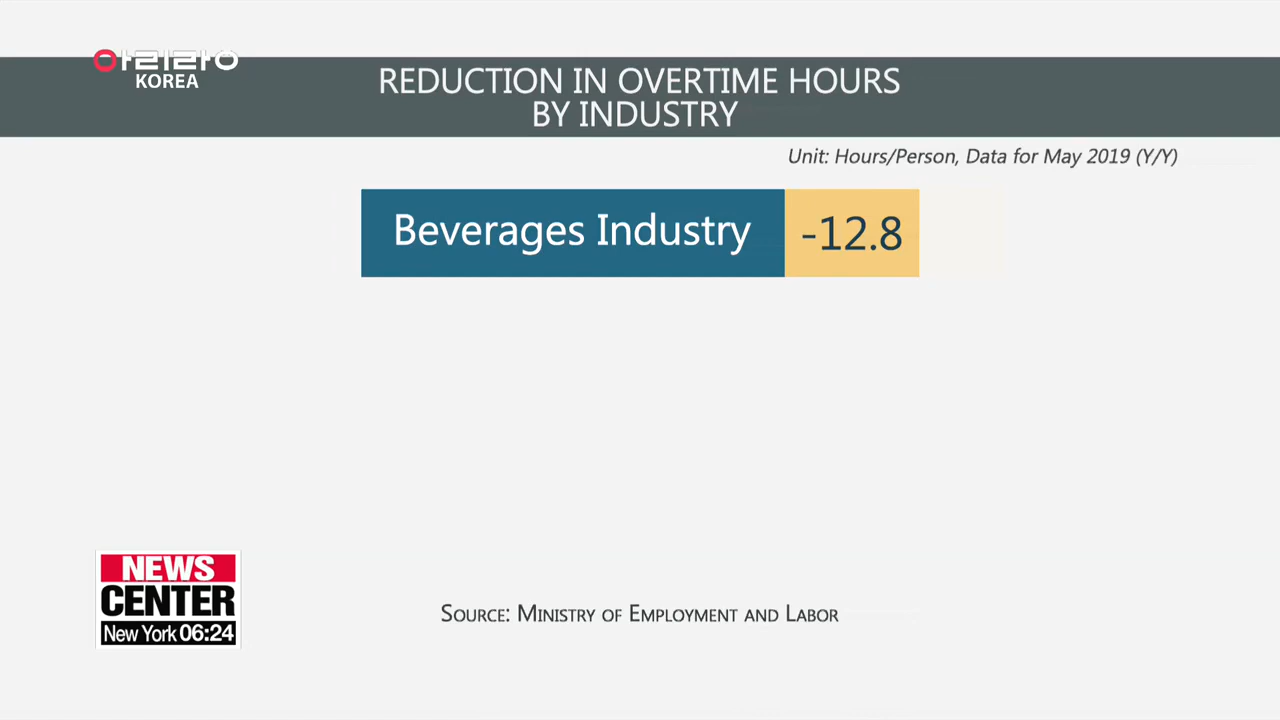 아리랑
KOREA
REDUCTION IN OVERTIME HOURS
BY INDUSTRY
Unit: Hours/Person, Data for May 2019 (Y/Y)
Beverages Industry -12.8
SOURCE: MINISTRY OF EMPLOYMENT AND LABOR
NEWS
CENTER
New York 06:24